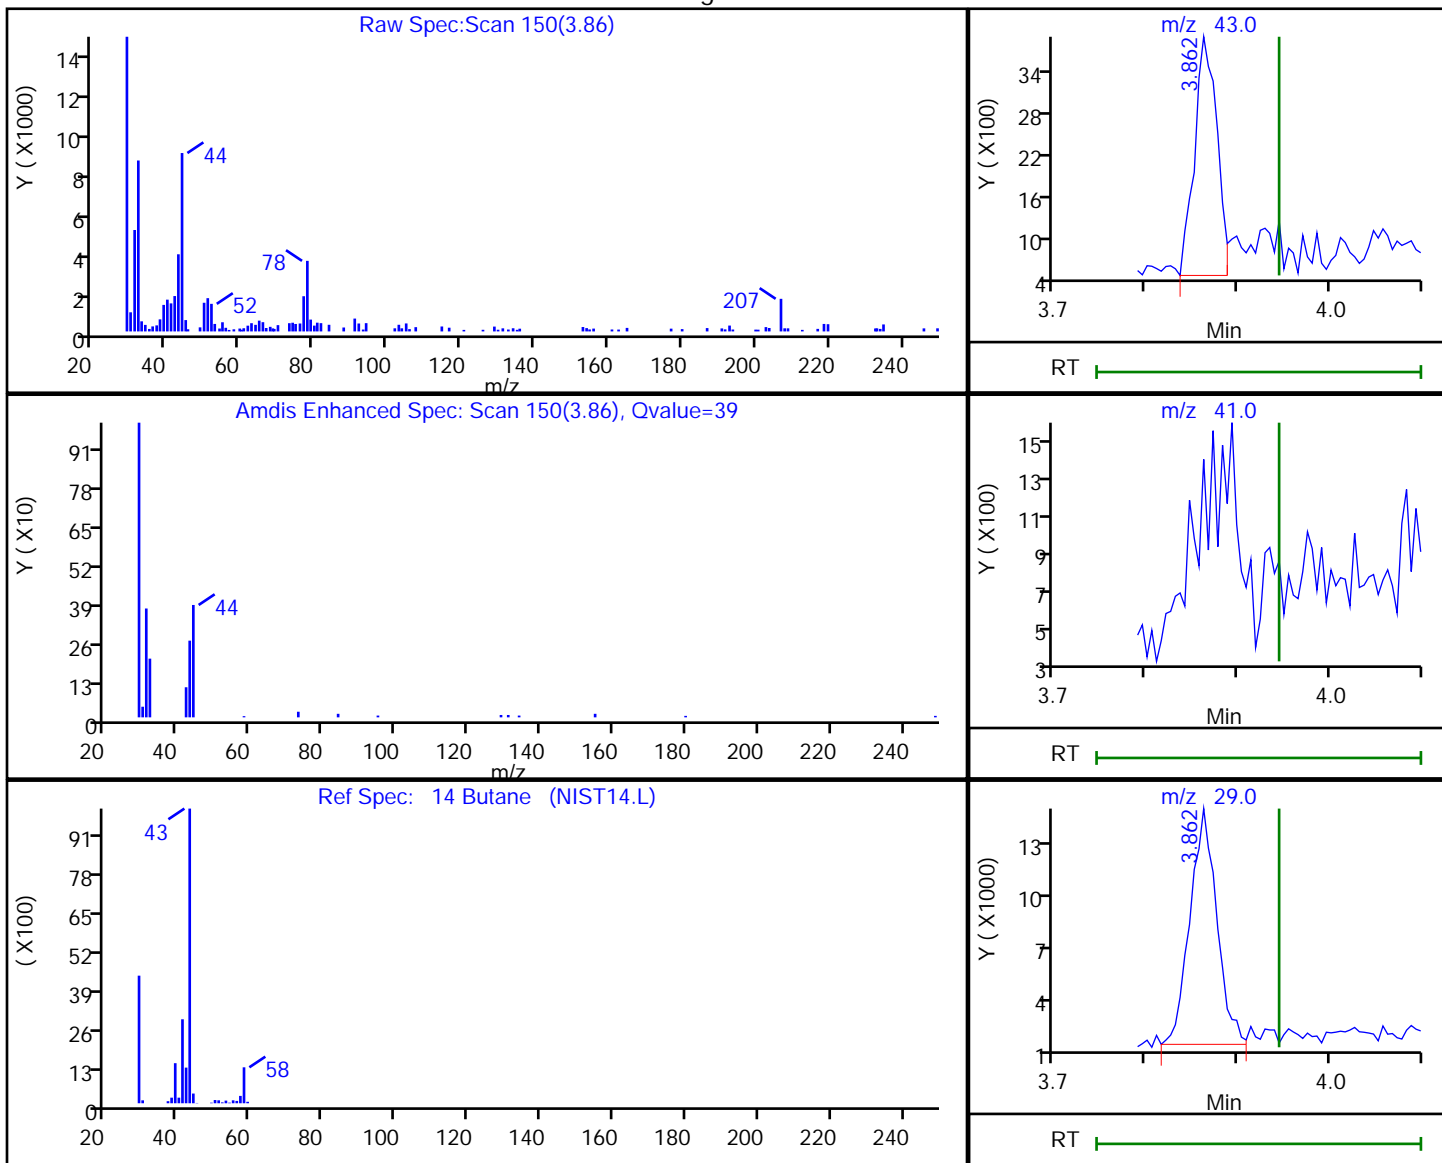 Raw Spec:Scan 150(3.86)
Y ( X1000)
14
12
10
8
6
4
2
0
44
78
52
207
20 40 60 80 100 120 140 160 180 200 220 240
m/z
m/z 43.0
Y ( X100)
34
28
22
16
10
4
3.862
3.7 4.0
Min
RT
Amdis Enhanced Spec: Scan 150(3.86), Qvalue=39
Y ( X10)
91
78
65
52
39
26
13
0
44
20 40 60 80 100 120 140 160 180 200 220 240
m/z
m/z 41.0
Y ( X100)
15
13
11
9
7
5
3
3.7 4.0
Min
RT
Ref Spec: 14 Butane (NIST14.L)
( X100)
91
78
65
52
39
26
13
0
43
58
20 40 60 80 100 120 140 160 180 200 220 240
m/z 29.0
Y ( X1000)
13
10
7
4
1
3.862
3.7 4.0
Min
RT